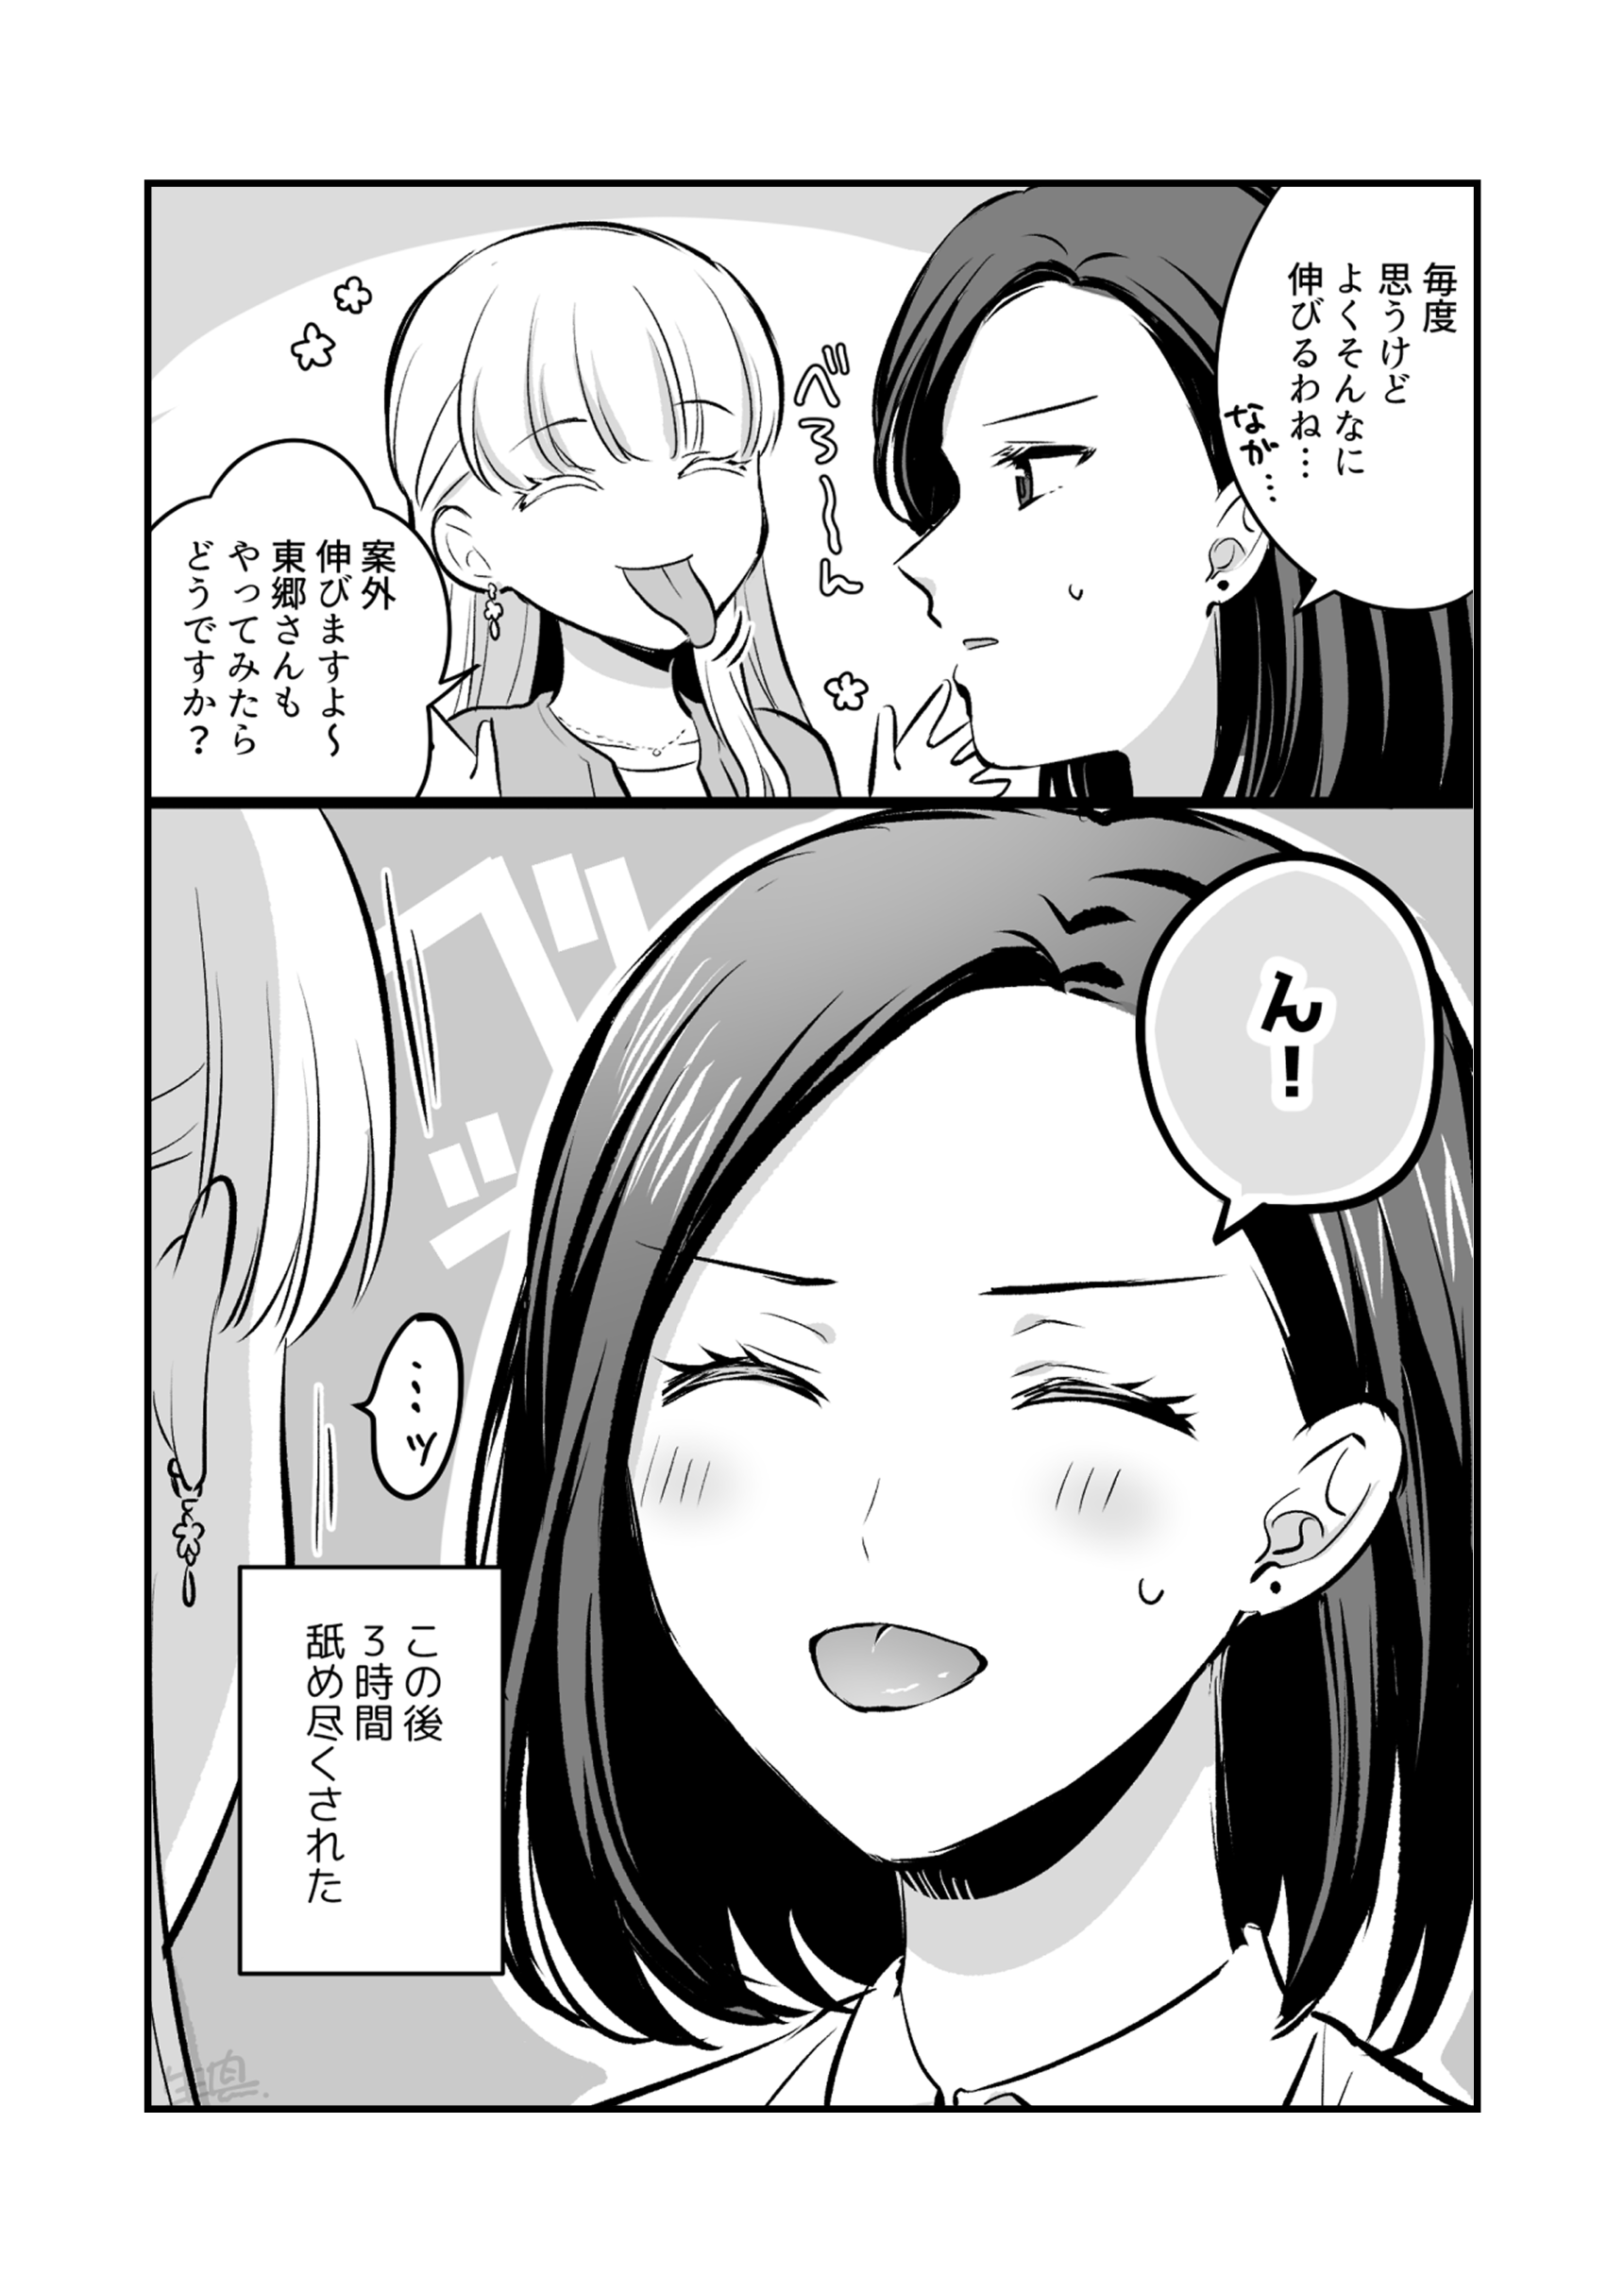 毎度
思うけど
よくそんなに
伸びるわね…
なが…
べろ〜〜ん
案外
伸びますよ〜
東郷さんも
やってみたら
どうですか？
ん！
グッ
……ッ
この後
３時間
舐め尽くされた